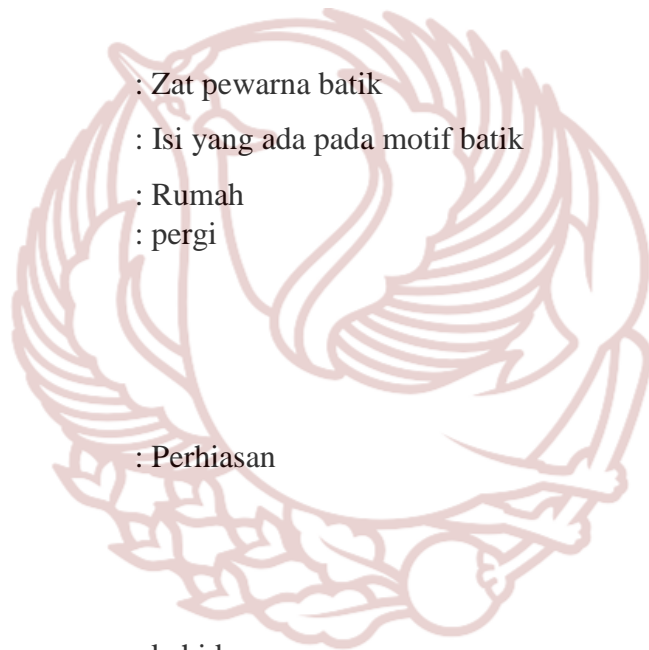 : Zat pewarna batik
: Isi yang ada pada motif batik
: Rumah
: pergi
: Perhiasan